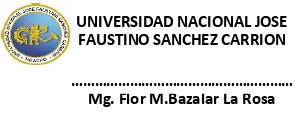 UNIVERSIDAD NACIONAL JOSE
FAUSTINO SANCHEZ CARRION
Mg. Flor M.Bazalar La Rosa